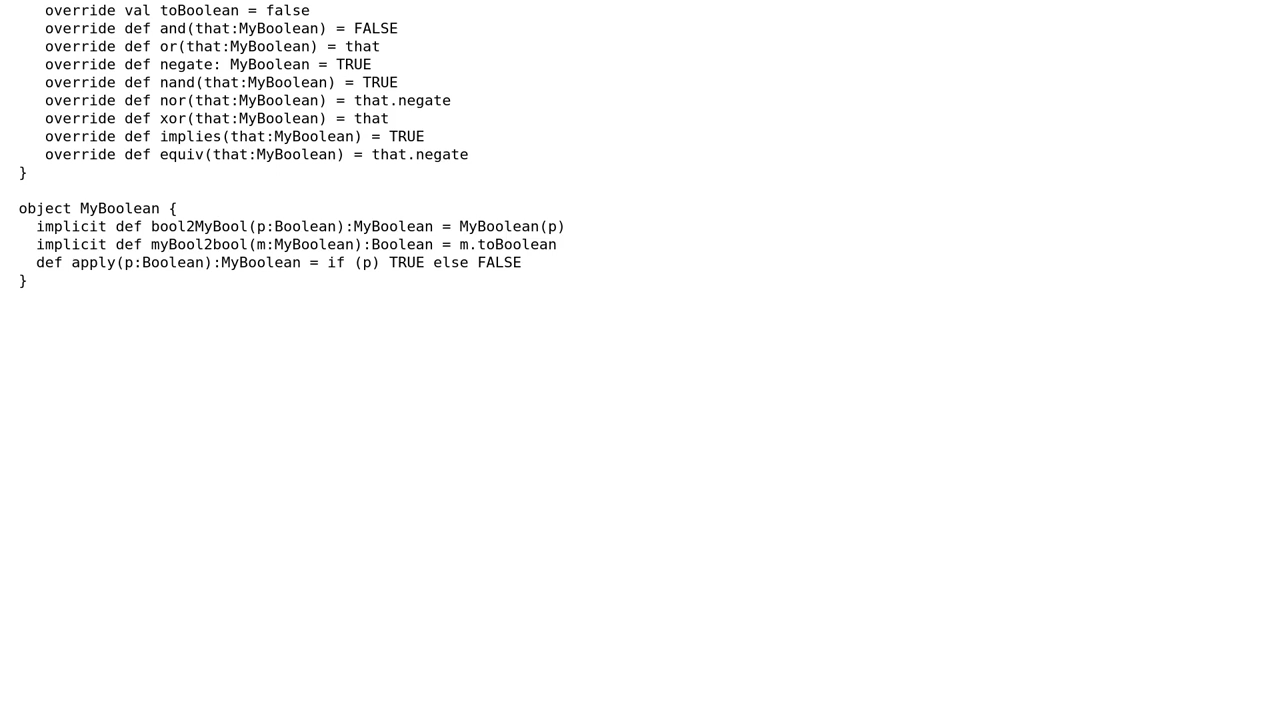 override val toBoolean = false
override def and(that:MyBoolean) = FALSE
override def or(that:MyBoolean) = that
override def negate: MyBoolean = TRUE
override def nand(that:MyBoolean) = TRUE
override def nor(that:MyBoolean) = that.negate
override def xor(that:MyBoolean) = that
override def implies(that:MyBoolean) = TRUE
override def equiv(that:MyBoolean) = that.negate
}
object MyBoolean {
implicit def bool2MyBool(p:Boolean):MyBoolean = MyBoolean(p)
implicit def myBool2bool(m:MyBoolean):Boolean = m.toBoolean
def apply(p:Boolean):MyBoolean = if (p) TRUE else FALSE
}